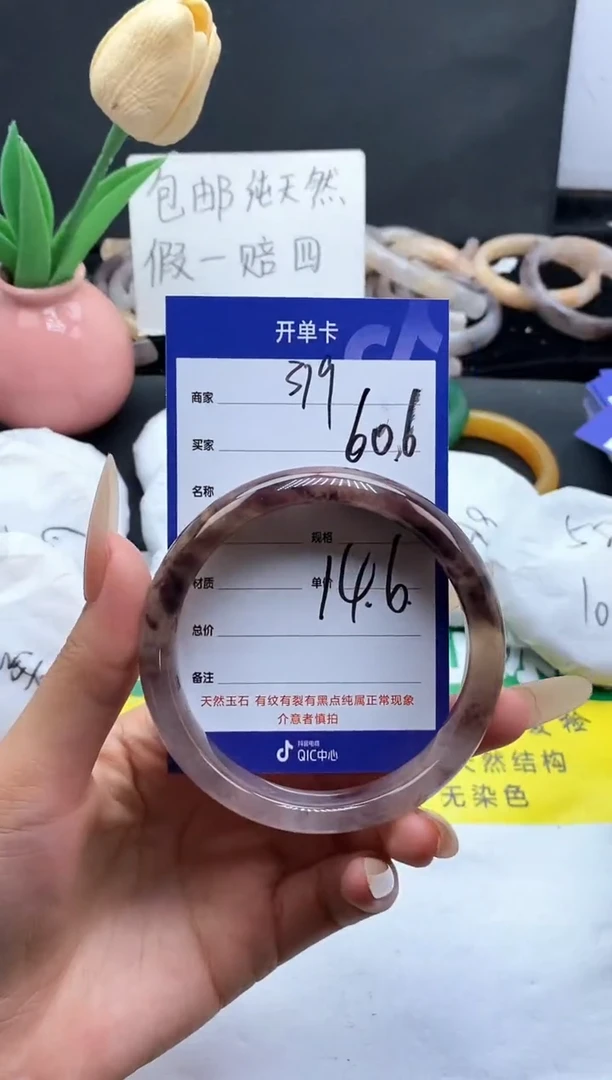 包邮纯天然
假一赔四
开单卡
商家 319
买家 60.6
名称
规格
材质 单价 14.6
总价
备注
天然玉石 有纹有裂有黑点纯属正常现象
介意者慎拍
抖音电商
QIC中心
检
天然结构
无染色